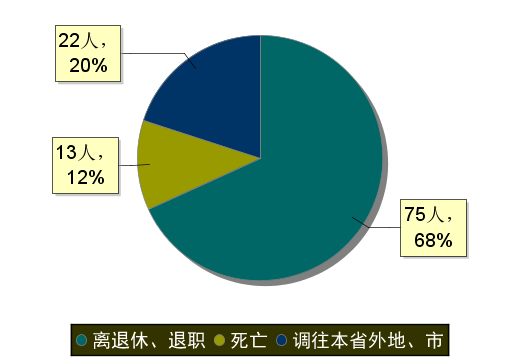 22人，
20%
13人，
12%
75人，
68%
离退休、退职 死亡 调往本省外地、市